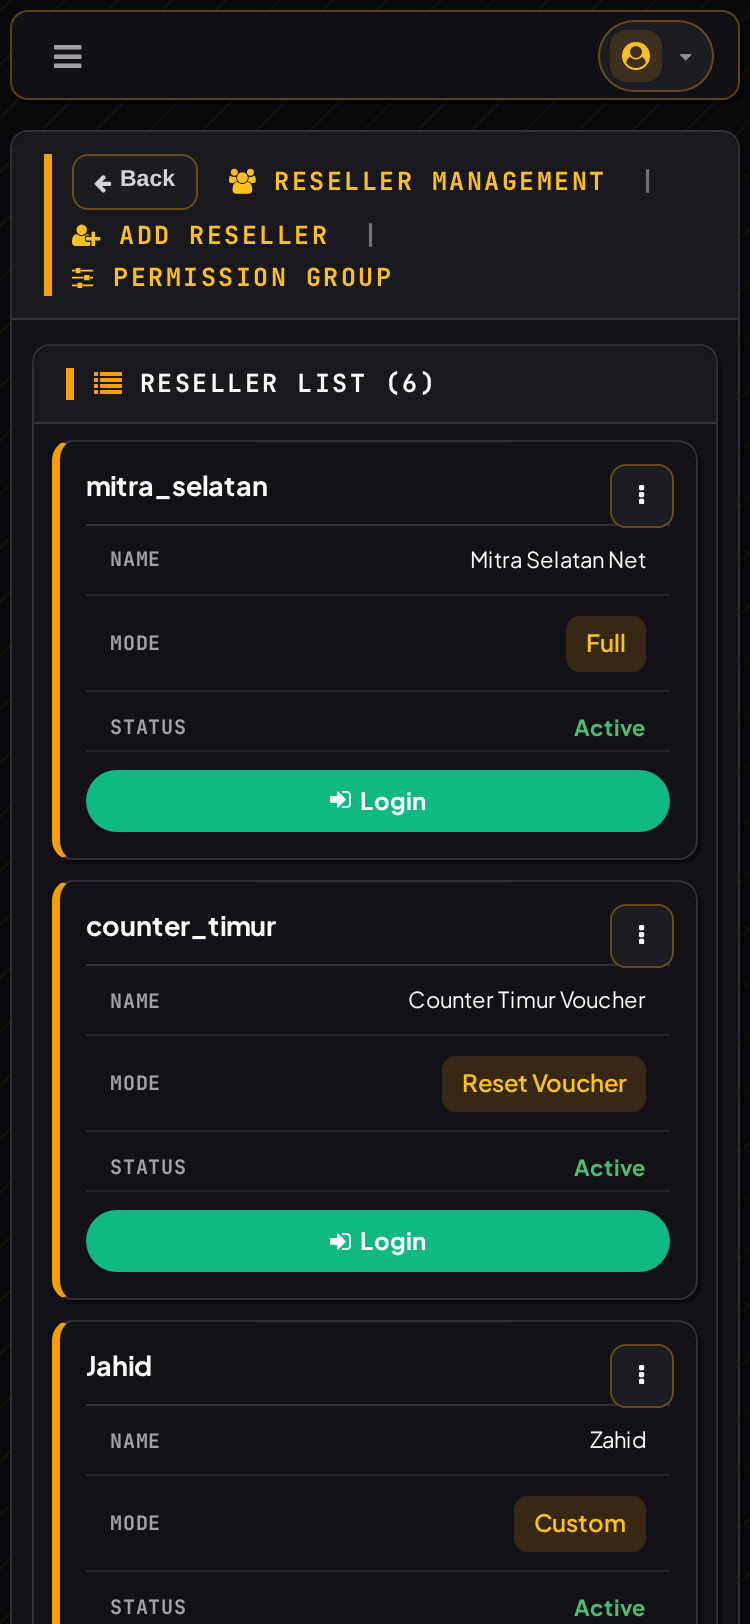 Back RESELLER MANAGEMENT |
ADD RESELLER |
PERMISSION GROUP
RESELLER LIST (6)
mitra_selatan
NAME Mitra Selatan Net
MODE Full
STATUS Active
Login
counter_timur
NAME Counter Timur Voucher
MODE Reset Voucher
STATUS Active
Login
Jahid
NAME Zahid
MODE Custom
STATUS Active